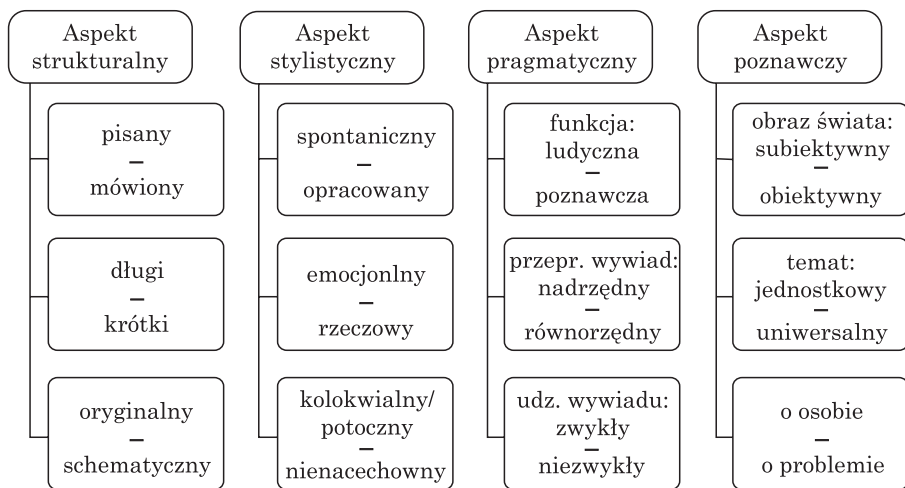 Aspekt
strukturalny
pisany
–
mówiony
długi
–
krótki
oryginalny
–
schematyczny
Aspekt
stylistyczny
spontaniczny
–
opracowany
emocjonlny
–
rzeczowy
kolokwialny/
potoczny
–
nienacechowny
Aspekt
pragmatyczny
funkcja:
ludyczna
–
poznawcza
przepr. wywiad:
nadrzędny
–
równorzędny
udz. wywiadu:
zwykły
–
niezwykły
Aspekt
poznawczy
obraz świata:
subiektywny
–
obiektywny
temat:
jednostkowy
–
uniwersalny
o osobie
–
o problemie